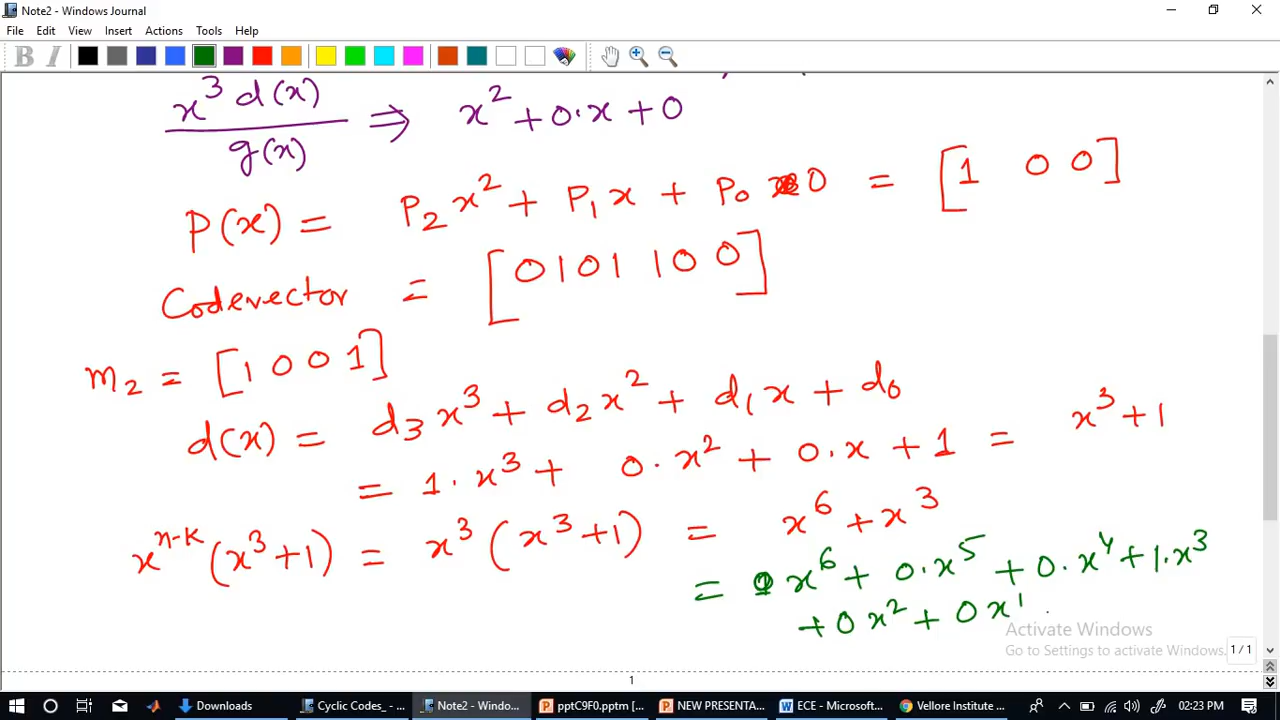 Note2 - Windows Journal
File Edit View Insert Actions Tools Help
B I
x³ d(x)
g(x)
⇒ x² + 0·x + 0
P(x) = P₂x² + P₁x + P₀ 0 = [1 0 0]
Codevector = [0101 100]
m₂ = [1 0 0 1]
d(x) = d₃x³ + d₂x² + d₁x + d₀
= 1·x³ + 0·x² + 0·x + 1 = x³+1
xⁿ⁻ᵏ(x³+1) = x³(x³+1) = x⁶ + x³
= x⁶ + 0·x⁵ + 0·x⁴ + 1·x³
+ 0x² + 0x¹
Activate Windows
Go to Settings to activate Windows.
1 / 1
1
Downloads Cyclic Codes_ - ... Note2 - Windo... pptC9F0.pptm [... NEW PRESENTA... ECE - Microsoft... Vellore Institute ... 02:23 PM